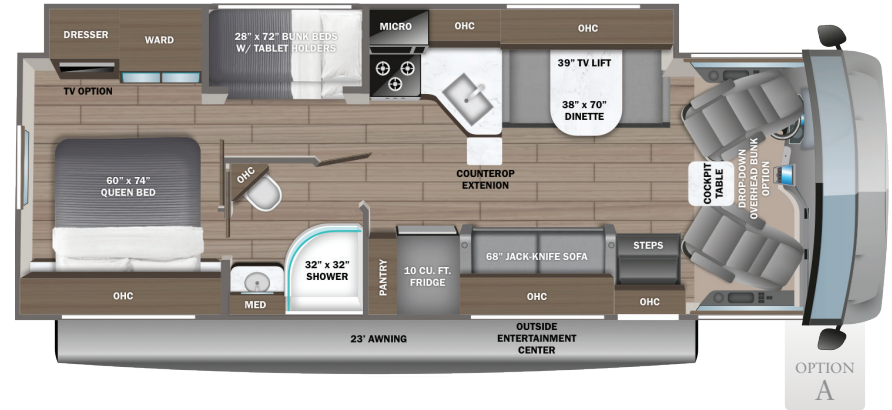 DRESSER
WARD
TV OPTION
28” x 72” BUNK BEDS
W/ TABLET HOLDERS
MICRO
OHC
OHC
39” TV LIFT
38” x 70”
DINETTE
COUNTEROP
EXTENION
COCKPIT
TABLE
DROP-DOWN
OVERHEAD BUNK
OPTION
60” x 74”
QUEEN BED
OHC
OHC
MED
32” x 32”
SHOWER
PANTRY
10 CU. FT.
FRIDGE
68” JACK-KNIFE SOFA
OHC
STEPS
OHC
23’ AWNING
OUTSIDE
ENTERTAINMENT
CENTER
OPTION
A